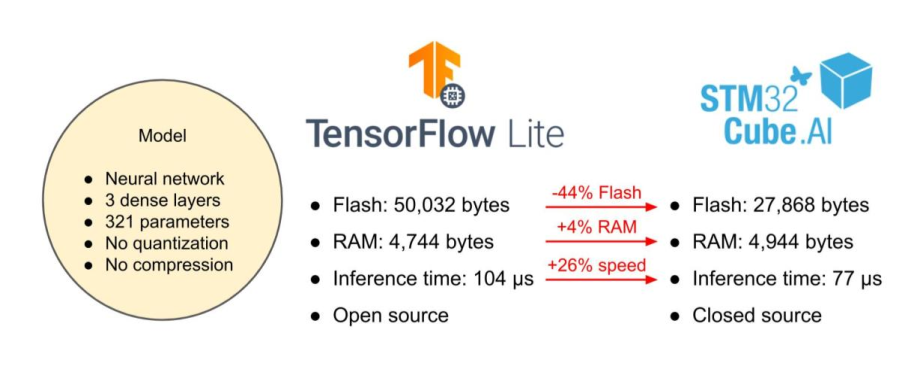 Model
● Neural network
● 3 dense layers
● 321 parameters
● No quantization
● No compression
TensorFlow Lite
● Flash: 50,032 bytes
● RAM: 4,744 bytes
● Inference time: 104 µs
● Open source
-44% Flash
+4% RAM
+26% speed
STM32
Cube.AI
● Flash: 27,868 bytes
● RAM: 4,944 bytes
● Inference time: 77 µs
● Closed source